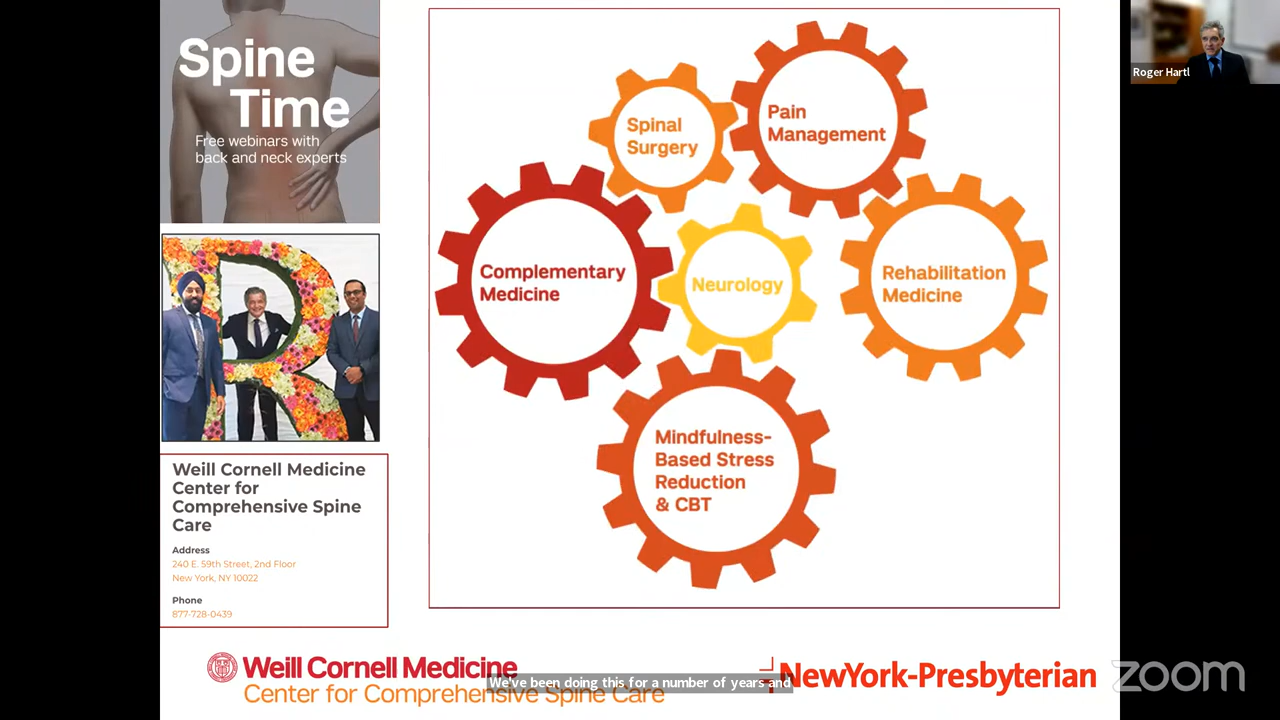 Spine
Time
Free webinars with
back and neck experts
Weill Cornell Medicine
Center for
Comprehensive Spine
Care
Address
240 E. 59th Street, 2nd Floor
New York, NY 10022
Phone
877-728-0439
Spinal
Surgery
Pain
Management
Complementary
Medicine
Neurology
Rehabilitation
Medicine
Mindfulness-
Based Stress
Reduction
& CBT
Roger Hartl
Weill Cornell Medicine
Center for Comprehensive Spine Care
We've been doing this for a number of years and
NewYork-Presbyterian
zoom